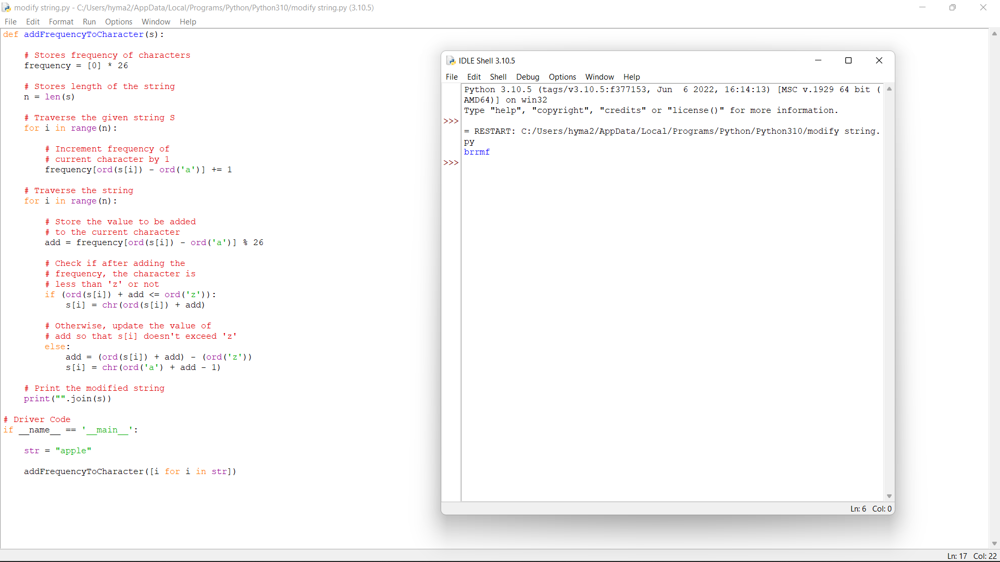 modify string.py - C:/Users/hyma2/AppData/Local/Programs/Python/Python310/modify string.py (3.10.5)
File Edit Format Run Options Window Help
def addFrequencyToCharacter(s):
    # Stores frequency of characters
    frequency = [0] * 26
    # Stores length of the string
    n = len(s)
    # Traverse the given string S
    for i in range(n):
        # Increment frequency of
        # current character by 1
        frequency[ord(s[i]) - ord('a')] += 1
    # Traverse the string
    for i in range(n):
        # Store the value to be added
        # to the current character
        add = frequency[ord(s[i]) - ord('a')] % 26
        # Check if after adding the
        # frequency, the character is
        # less than 'z' or not
        if (ord(s[i]) + add <= ord('z')):
            s[i] = chr(ord(s[i]) + add)
        # Otherwise, update the value of
        # add so that s[i] doesn't exceed 'z'
        else:
            add = (ord(s[i]) + add) - (ord('z'))
            s[i] = chr(ord('a') + add - 1)
    # Print the modified string
    print("".join(s))
# Driver Code
if __name__ == '__main__':
    str = "apple"
    addFrequencyToCharacter([i for i in str])
Ln: 17 Col: 22
IDLE Shell 3.10.5
File Edit Shell Debug Options Window Help
Python 3.10.5 (tags/v3.10.5:f377153, Jun  6 2022, 16:14:13) [MSC v.1929 64 bit (
AMD64)] on win32
Type "help", "copyright", "credits" or "license()" for more information.
>>>
= RESTART: C:/Users/hyma2/AppData/Local/Programs/Python/Python310/modify string.
py
brrmf
>>>
Ln: 6 Col: 0